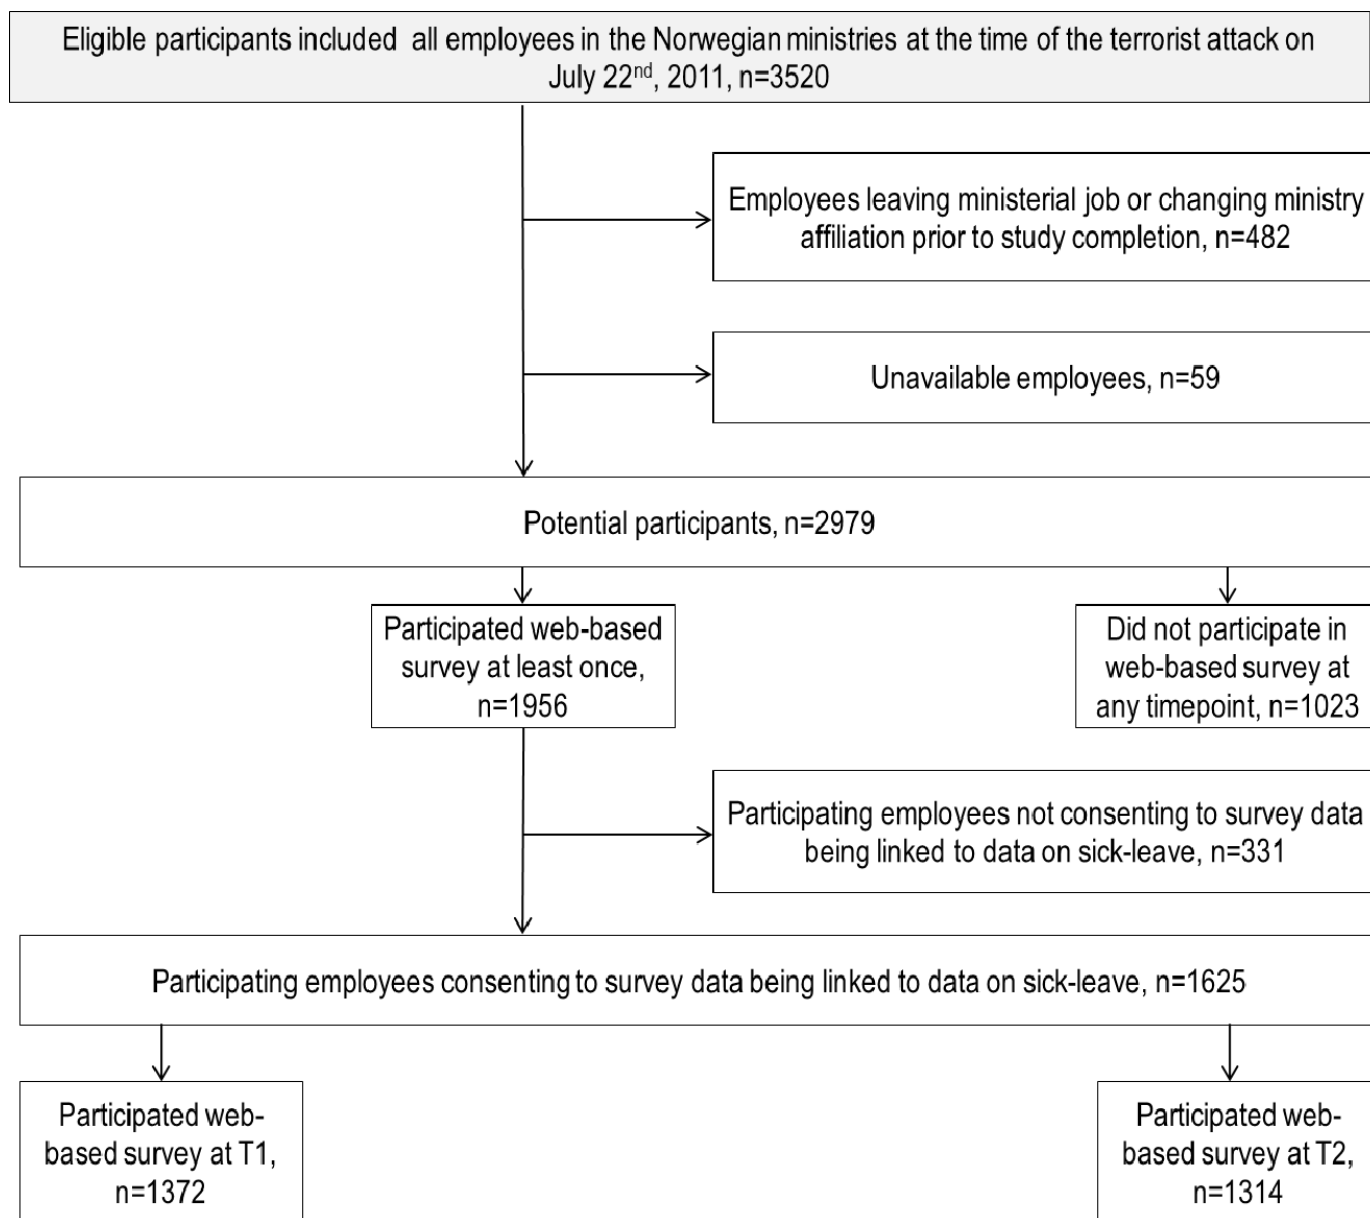 Eligible participants included  all employees in the Norwegian ministries at the time of the terrorist attack on
July 22nd, 2011, n=3520
Employees leaving ministerial job or changing ministry
affiliation prior to study completion, n=482
Unavailable employees, n=59
Potential participants, n=2979
Participated web-based
survey at least once,
n=1956
Did not participate in
web-based survey at
any timepoint, n=1023
Participating employees not consenting to survey data
being linked to data on sick-leave, n=331
Participating employees consenting to survey data being linked to data on sick-leave, n=1625
Participated web-
based survey at T1,
n=1372
Participated web-
based survey at T2,
n=1314